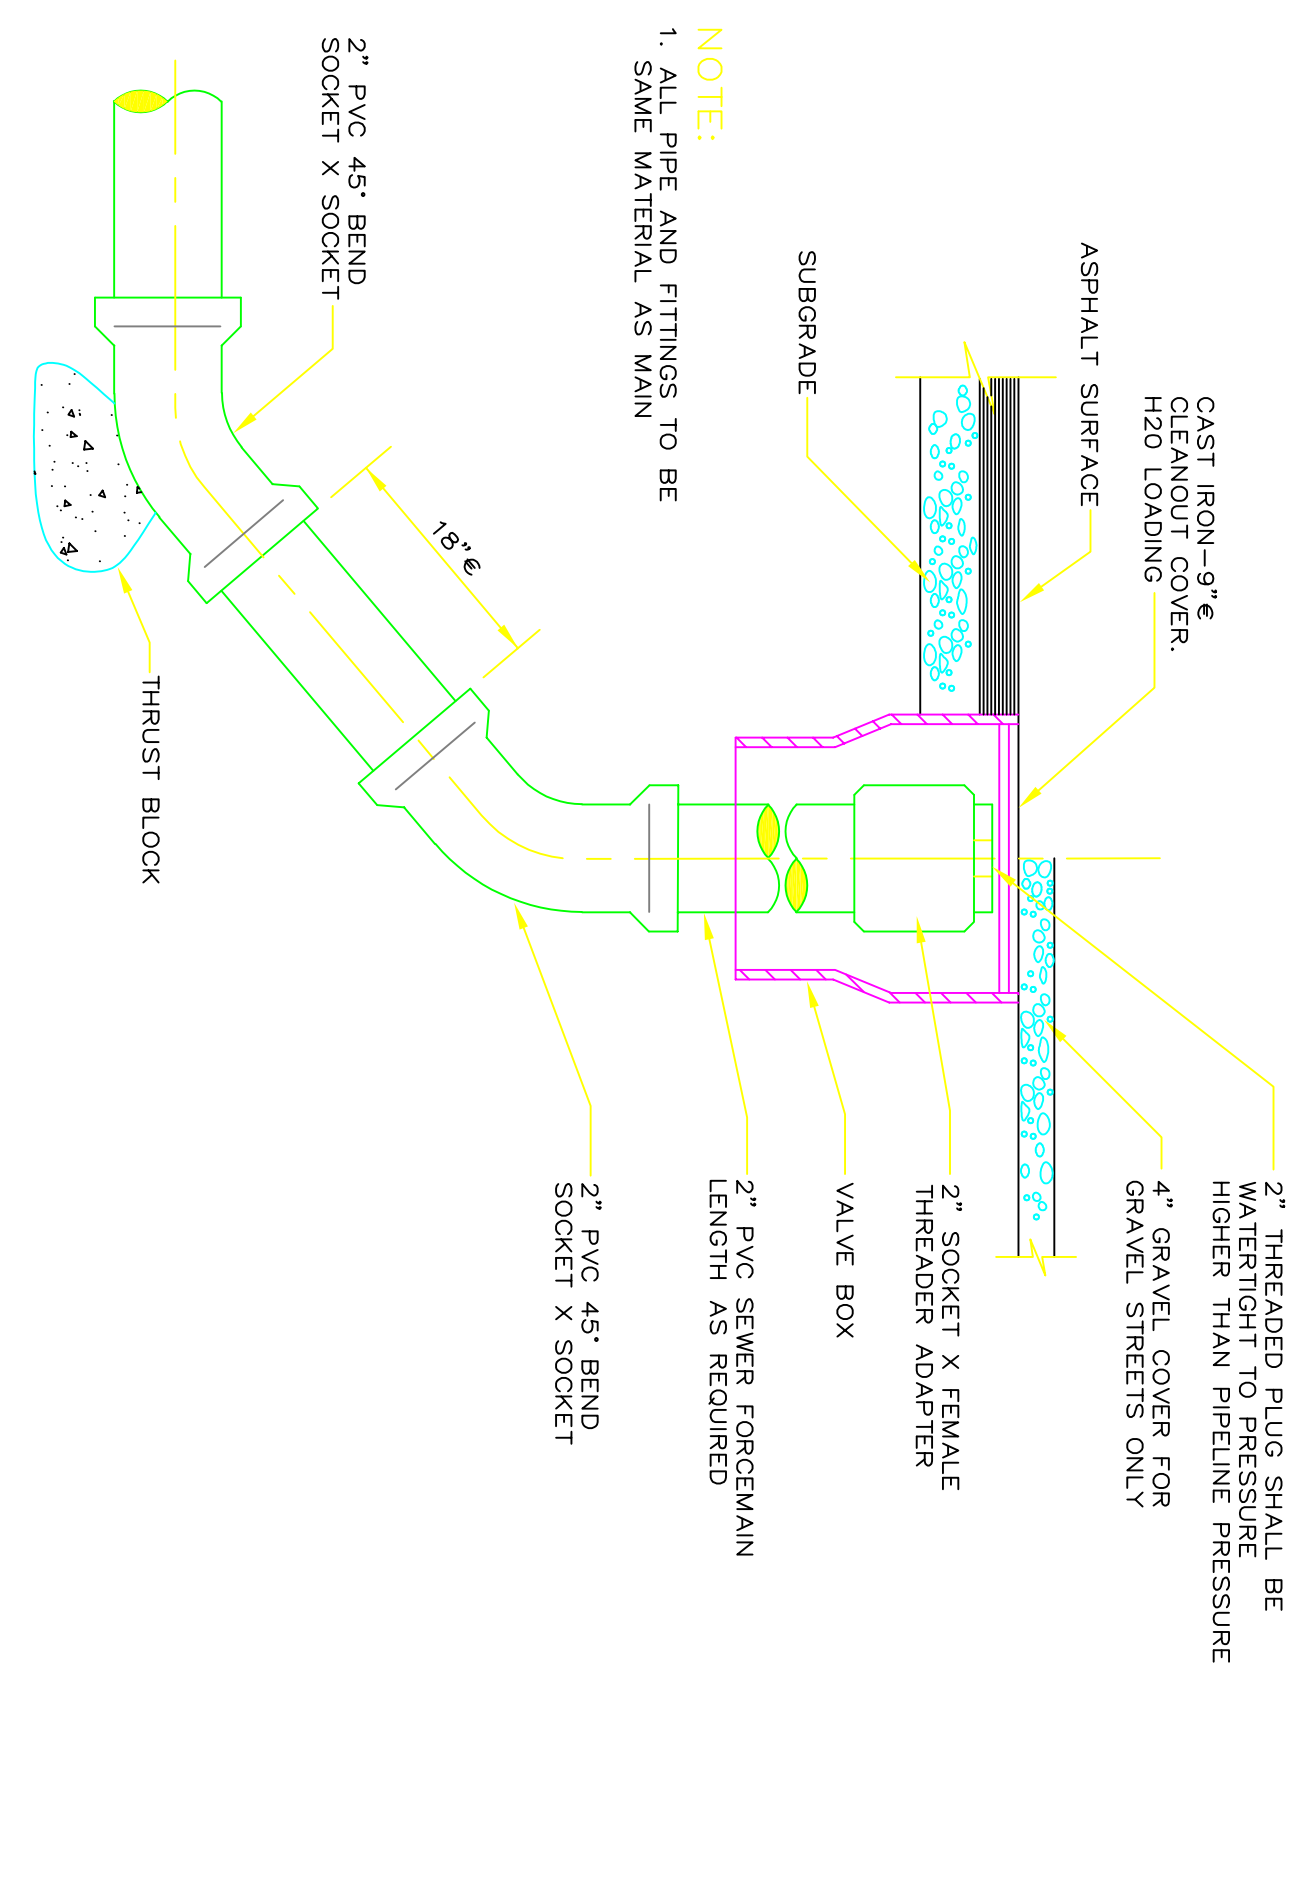 CAST IRON–9"€
CLEANOUT COVER.
H20 LOADING
ASPHALT SURFACE
SUBGRADE
NOTE:
1. ALL PIPE AND FITTINGS TO BE
SAME MATERIAL AS MAIN
2" PVC 45° BEND
SOCKET X SOCKET
18"€
THRUST BLOCK
2" THREADED PLUG SHALL BE
WATERTIGHT TO PRESSURE
HIGHER THAN PIPELINE PRESSURE
4" GRAVEL COVER FOR
GRAVEL STREETS ONLY
2" SOCKET X FEMALE
THREADER ADAPTER
VALVE BOX
2" PVC SEWER FORCEMAIN
LENGTH AS REQUIRED
2" PVC 45° BEND
SOCKET X SOCKET